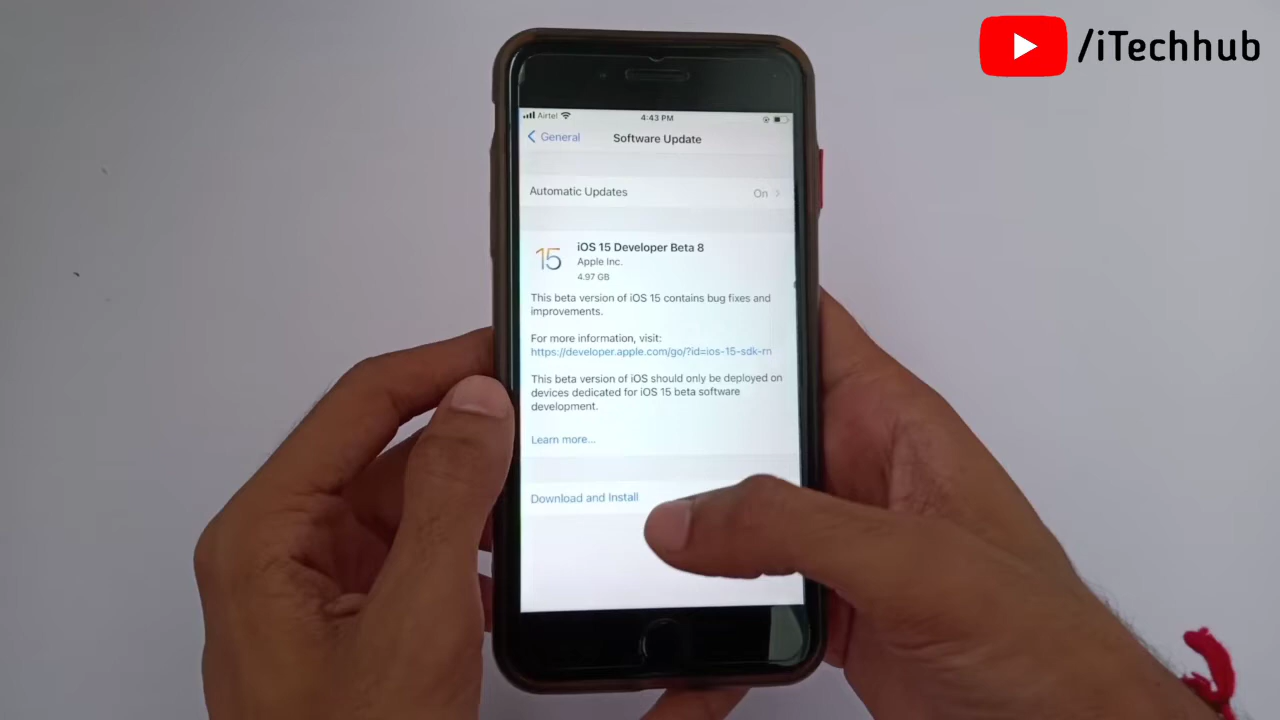 /iTechhub
Airtel
4:43 PM
General
Software Update
Automatic Updates
On
15
iOS 15 Developer Beta 8
Apple Inc.
4.97 GB
This beta version of iOS 15 contains bug fixes and
improvements.
For more information, visit:
https://developer.apple.com/go/?id=ios-15-sdk-rn
This beta version of iOS should only be deployed on
devices dedicated for iOS 15 beta software
development.
Learn more...
Download and Install